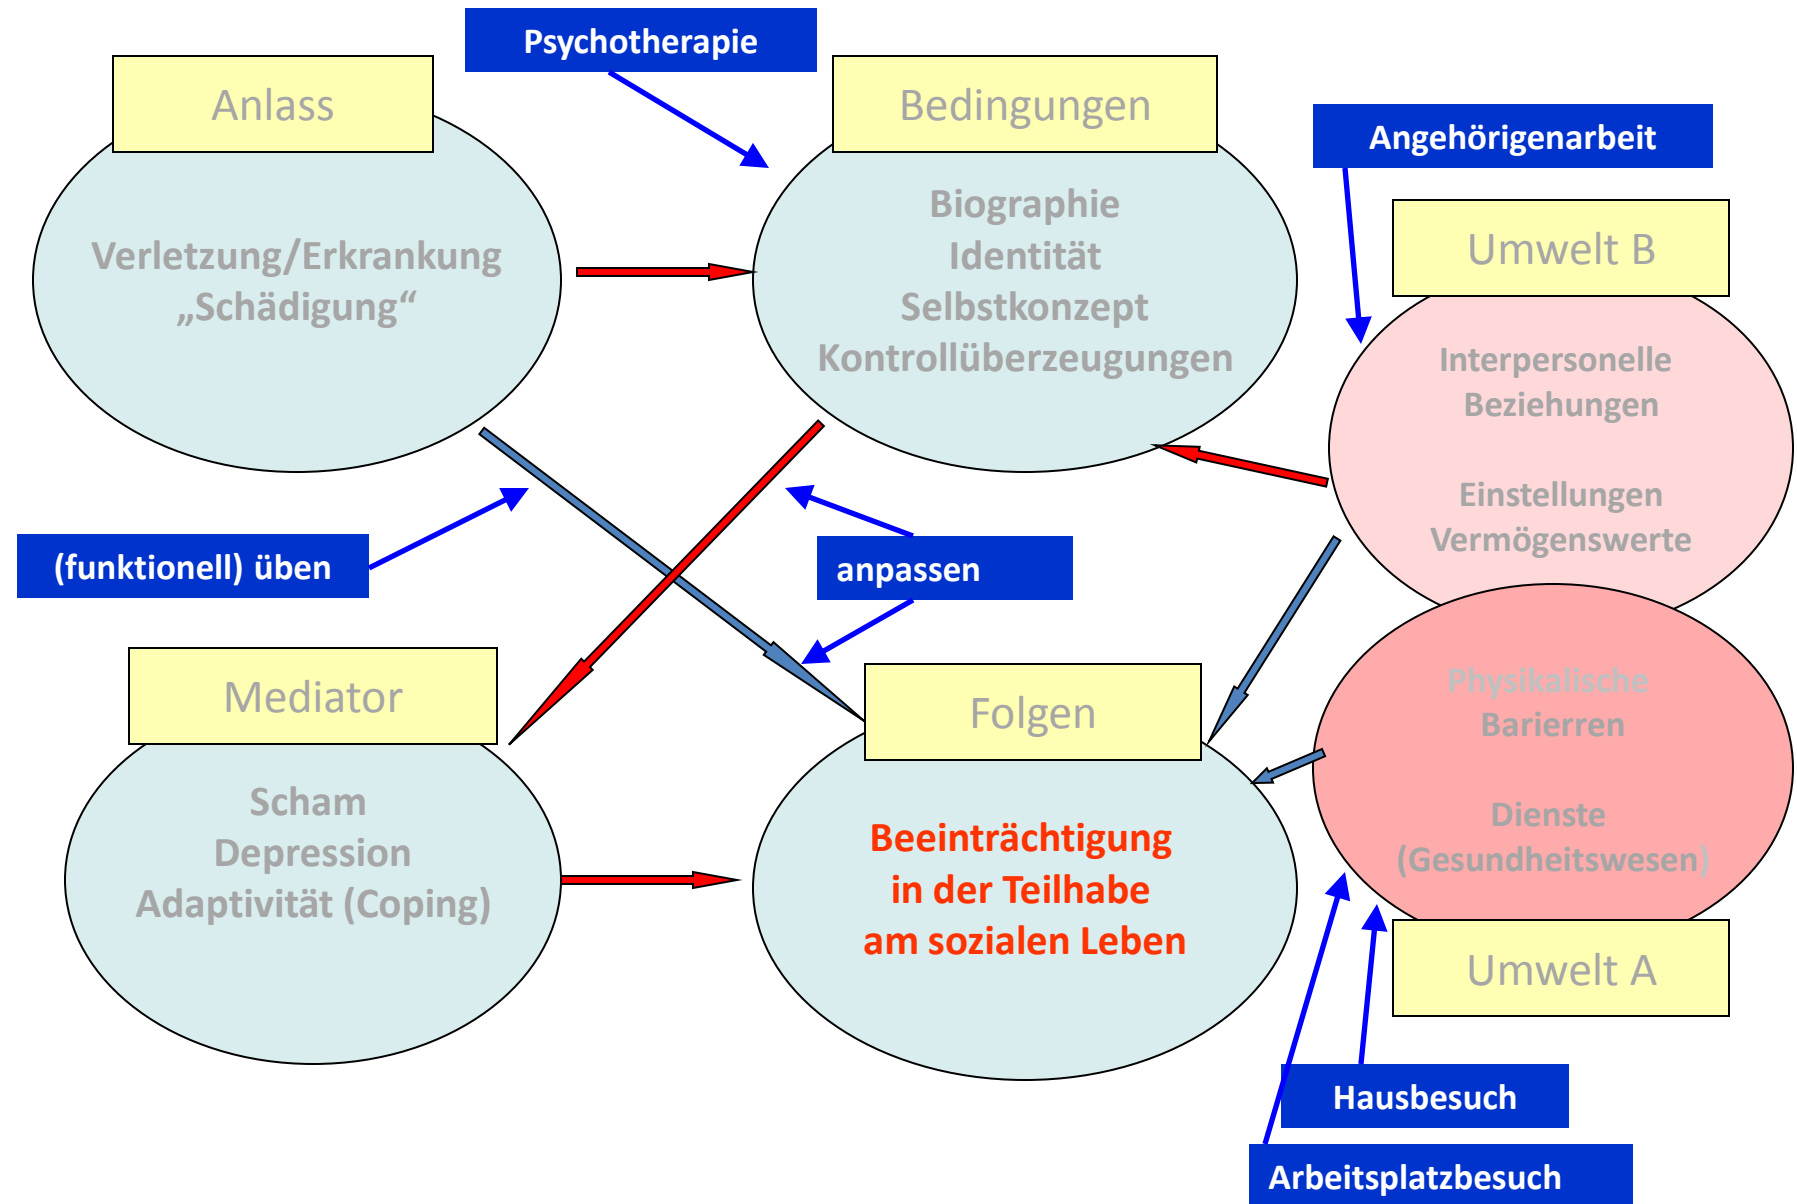 Psychotherapie
Anlass
Bedingungen
Angehörigenarbeit
Verletzung/Erkrankung
„Schädigung“
Biographie
Identität
Selbstkonzept
Kontrollüberzeugungen
Umwelt B
Interpersonelle
Beziehungen
Einstellungen
Vermögenswerte
(funktionell) üben
anpassen
Mediator
Folgen
Physikalische
Barierren
Dienste
(Gesundheitswesen)
Scham
Depression
Adaptivität (Coping)
Beeinträchtigung
in der Teilhabe
am sozialen Leben
Umwelt A
Hausbesuch
Arbeitsplatzbesuch